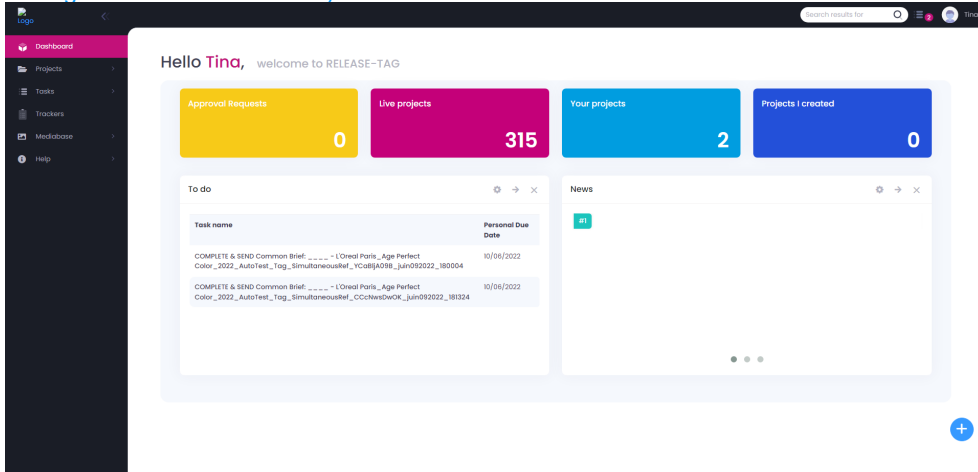 Logo
Search results for
2
Tina
Dashboard
Projects
Tasks
Trackers
Mediabase
Help
Hello Tina, welcome to RELEASE-TAG
Approval Requests
0
Live projects
315
Your projects
2
Projects I created
0
To do
Task name
Personal Due
Date
COMPLETE & SEND Common Brief: ____ - L'Oreal Paris_Age Perfect
Color_2022_AutoTest_Tag_SimultaneousRef_YCaBljA09B_juin092022_180004
10/06/2022
COMPLETE & SEND Common Brief: ____ - L'Oreal Paris_Age Perfect
Color_2022_AutoTest_Tag_SimultaneousRef_CCcNwsDwOK_juin092022_181324
10/06/2022
News
#1